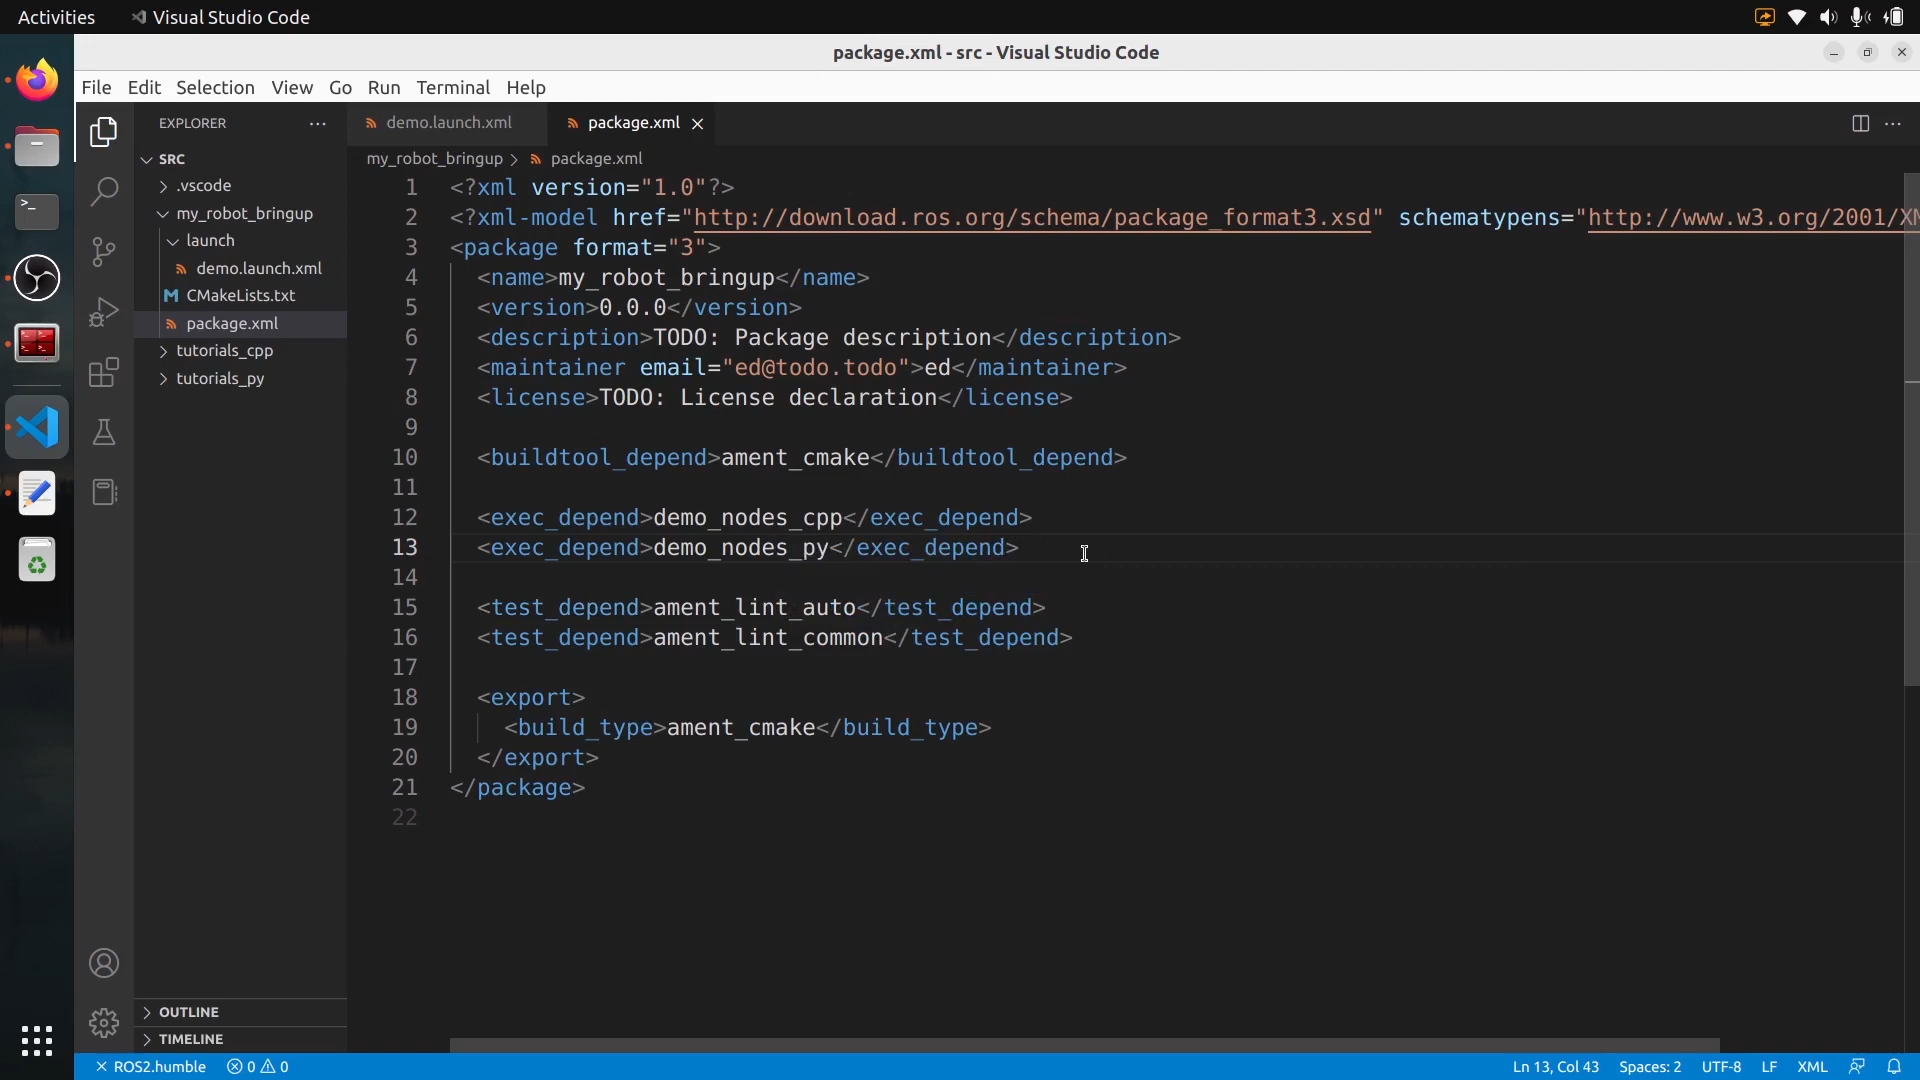 Activities
Visual Studio Code
package.xml - src - Visual Studio Code
File Edit Selection View Go Run Terminal Help
EXPLORER
SRC
.vscode
my_robot_bringup
launch
demo.launch.xml
CMakeLists.txt
package.xml
tutorials_cpp
tutorials_py
OUTLINE
TIMELINE
demo.launch.xml
package.xml
my_robot_bringup > package.xml
1 <?xml version="1.0"?>
2 <?xml-model href="http://download.ros.org/schema/package_format3.xsd" schematypens="http://www.w3.org/2001/XM
3 <package format="3">
4 <name>my_robot_bringup</name>
5 <version>0.0.0</version>
6 <description>TODO: Package description</description>
7 <maintainer email="ed@todo.todo">ed</maintainer>
8 <license>TODO: License declaration</license>
9
10 <buildtool_depend>ament_cmake</buildtool_depend>
11
12 <exec_depend>demo_nodes_cpp</exec_depend>
13 <exec_depend>demo_nodes_py</exec_depend>
14
15 <test_depend>ament_lint_auto</test_depend>
16 <test_depend>ament_lint_common</test_depend>
17
18 <export>
19 <build_type>ament_cmake</build_type>
20 </export>
21 </package>
22
ROS2.humble 0 0 Ln 13, Col 43 Spaces: 2 UTF-8 LF XML